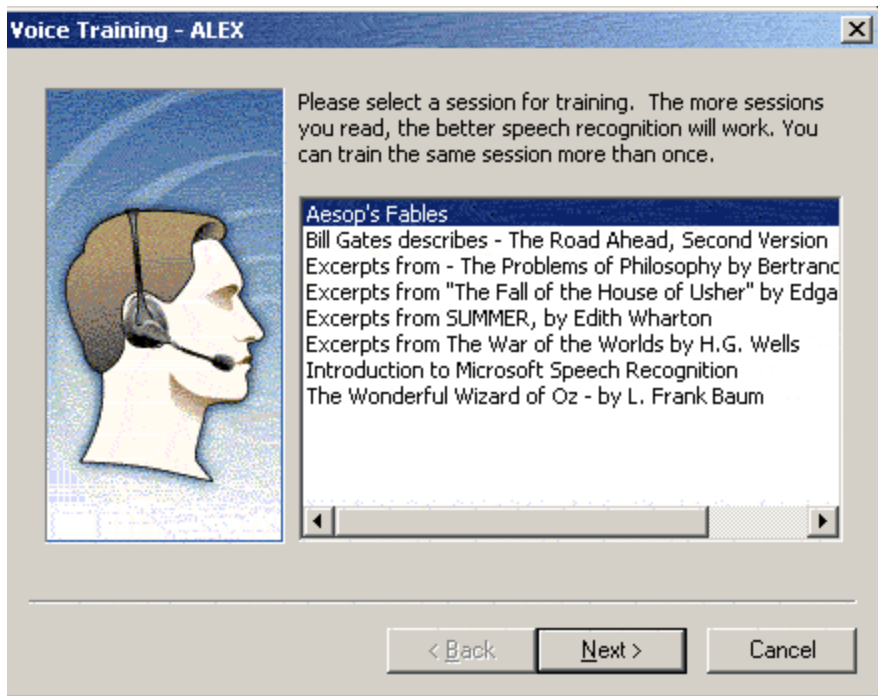 Voice Training - ALEX
Please select a session for training. The more sessions
you read, the better speech recognition will work. You
can train the same session more than once.
Aesop's Fables
Bill Gates describes - The Road Ahead, Second Version
Excerpts from - The Problems of Philosophy by Bertranc
Excerpts from "The Fall of the House of Usher" by Edga
Excerpts from SUMMER, by Edith Wharton
Excerpts from The War of the Worlds by H.G. Wells
Introduction to Microsoft Speech Recognition
The Wonderful Wizard of Oz - by L. Frank Baum
< Back Next > Cancel